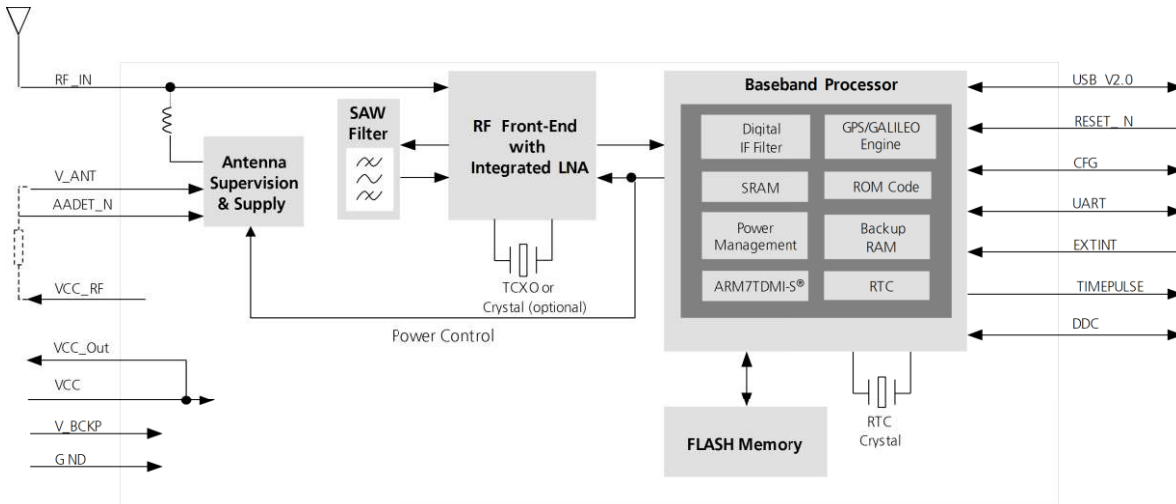 RF_IN
V_ANT
AADET_N
VCC_RF
VCC_Out
VCC
V_BCKP
GND
Antenna
Supervision
& Supply
SAW
Filter
RF Front-End
with
Integrated LNA
TCXO or
Crystal (optional)
Power Control
Baseband Processor
Digital
IF Filter
GPS/GALILEO
Engine
SRAM
ROM Code
Power
Management
Backup
RAM
ARM7TDMI-S®
RTC
FLASH Memory
RTC
Crystal
USB V2.0
RESET_N
CFG
UART
EXTINT
TIMEPULSE
DDC